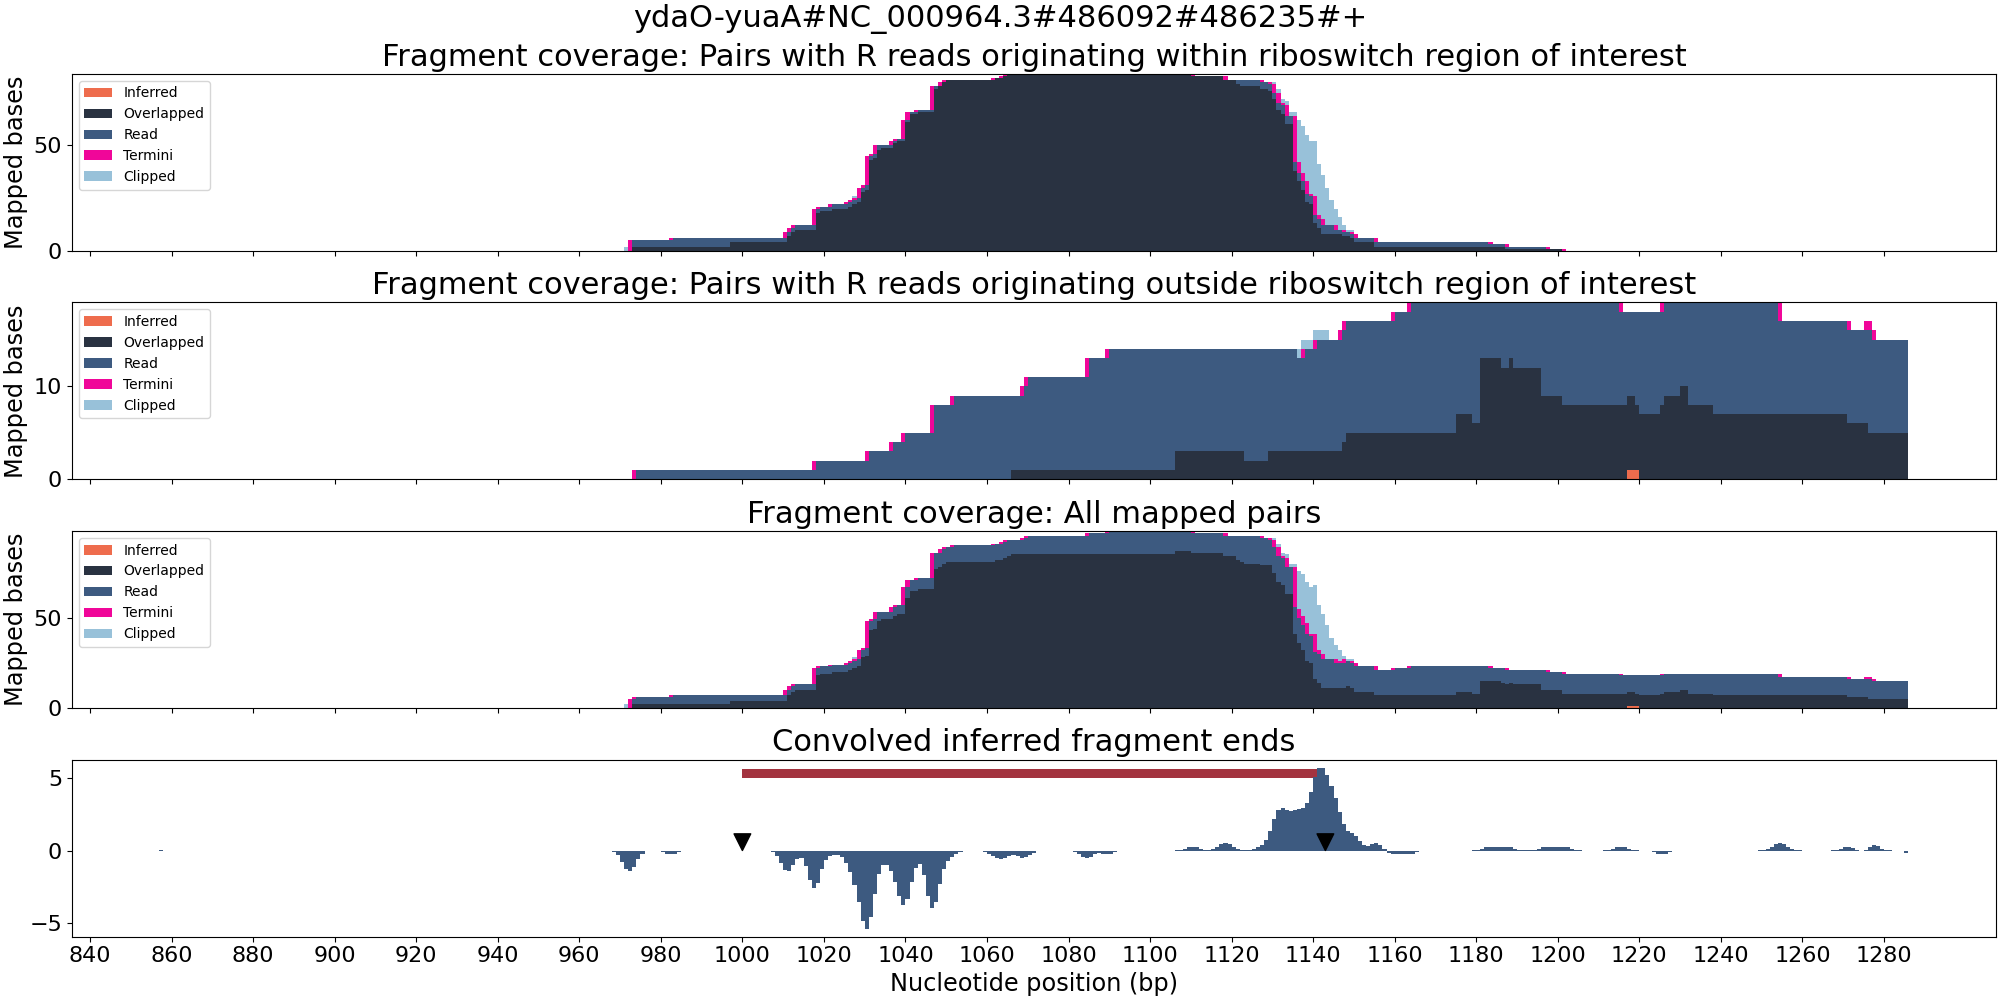 ydaO-yuaA#NC_000964.3#486092#486235#+
Fragment coverage: Pairs with R reads originating within riboswitch region of interest
Mapped bases
50
0
Inferred
Overlapped
Read
Termini
Clipped
Fragment coverage: Pairs with R reads originating outside riboswitch region of interest
Mapped bases
10
0
Inferred
Overlapped
Read
Termini
Clipped
Fragment coverage: All mapped pairs
Mapped bases
50
0
Inferred
Overlapped
Read
Termini
Clipped
Convolved inferred fragment ends
5
0
−5
840 860 880 900 920 940 960 980 1000 1020 1040 1060 1080 1100 1120 1140 1160 1180 1200 1220 1240 1260 1280
Nucleotide position (bp)